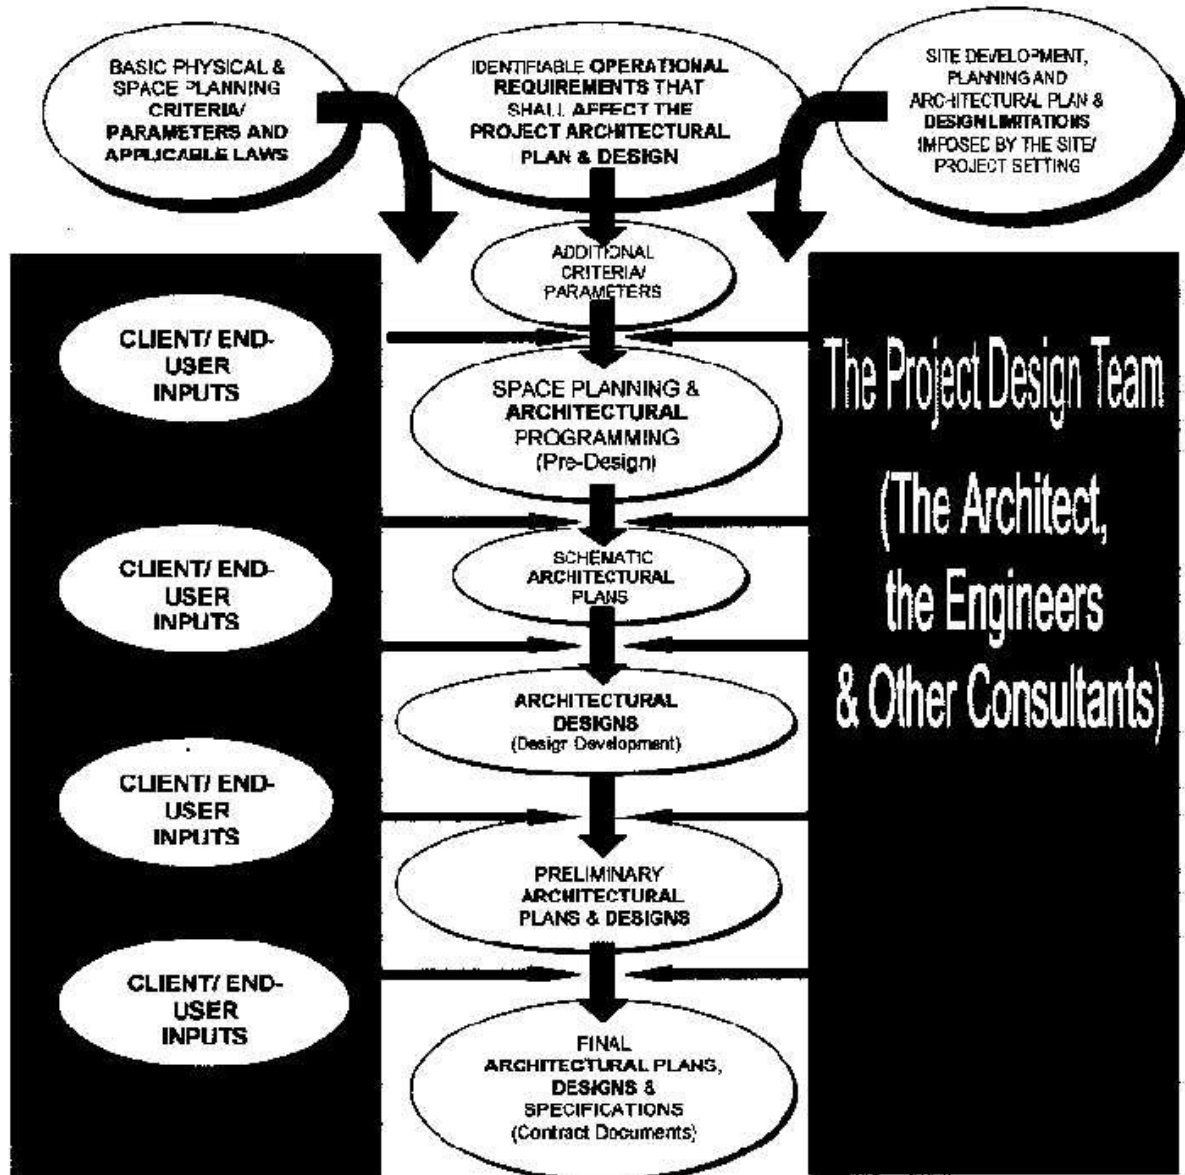 BASIC PHYSICAL &
SPACE PLANNING
CRITERIA/
PARAMETERS AND
APPLICABLE LAWS
IDENTIFIABLE OPERATIONAL
REQUIREMENTS THAT
SHALL AFFECT THE
PROJECT ARCHITECTURAL
PLAN & DESIGN
SITE DEVELOPMENT,
PLANNING AND
ARCHITECTURAL PLAN &
DESIGN LIMITATIONS
IMPOSED BY THE SITE/
PROJECT SETTING
ADDITIONAL
CRITERIA/
PARAMETERS
CLIENT/ END-
USER
INPUTS
SPACE PLANNING &
ARCHITECTURAL
PROGRAMMING
(Pre-Design)
CLIENT/ END-
USER
INPUTS
SCHEMATIC
ARCHITECTURAL
PLANS
ARCHITECTURAL
DESIGNS
(Design Development)
CLIENT/ END-
USER
INPUTS
PRELIMINARY
ARCHITECTURAL
PLANS & DESIGNS
CLIENT/ END-
USER
INPUTS
FINAL
ARCHITECTURAL PLANS,
DESIGNS &
SPECIFICATIONS
(Contract Documents)
The Project Design Team
(The Architect,
the Engineers
& Other Consultants)